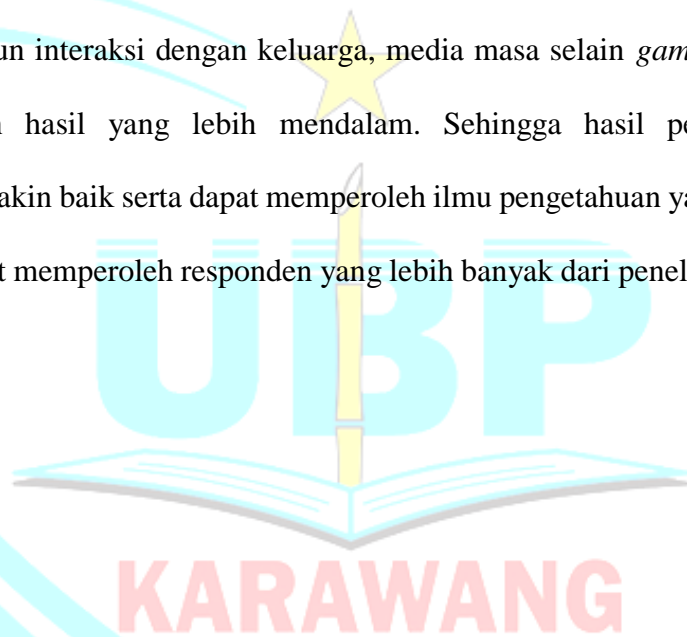 un interaksi dengan keluarga, media masa selain gam
hasil yang lebih mendalam. Sehingga hasil pe
akin baik serta dapat memperoleh ilmu pengetahuan ya
t memperoleh responden yang lebih banyak dari penel
UBP
KARAWANG